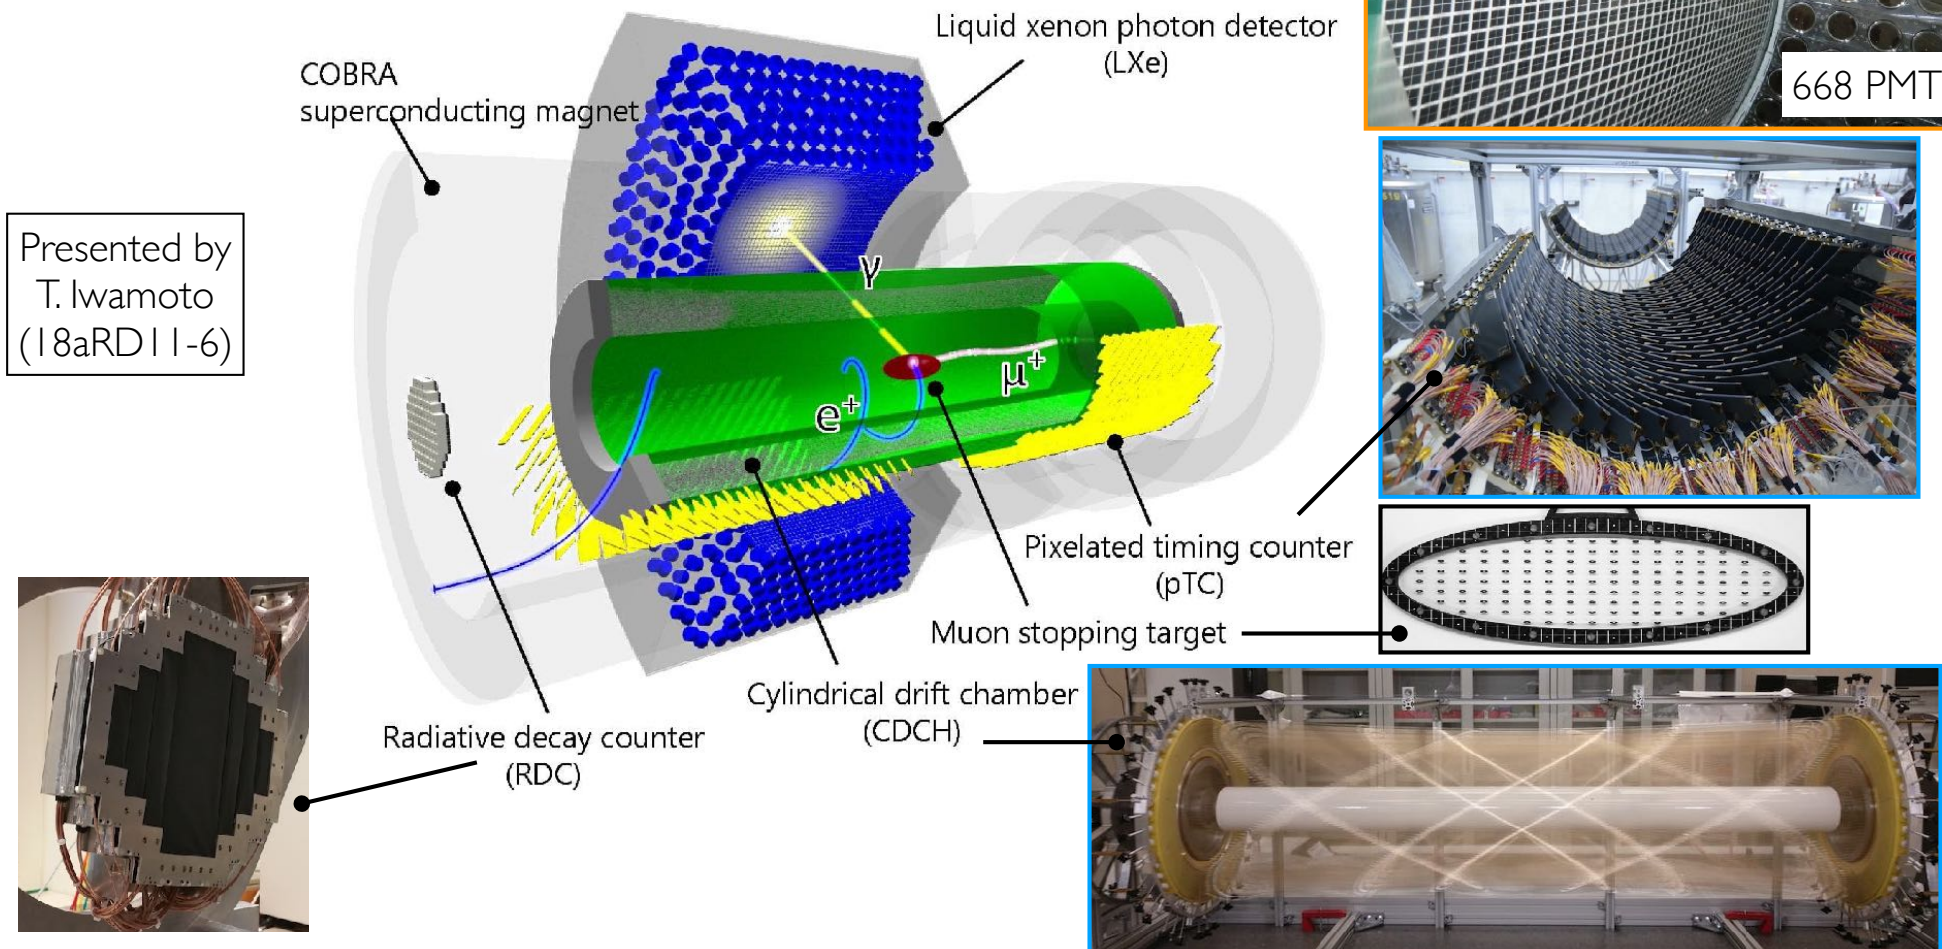 Liquid xenon photon detector
(LXe)
COBRA
superconducting magnet
668 PMT
Presented by
T. Iwamoto
(18aRD11-6)
γ
μ+
e+
Pixelated timing counter
(pTC)
Muon stopping target
Cylindrical drift chamber
(CDCH)
Radiative decay counter
(RDC)